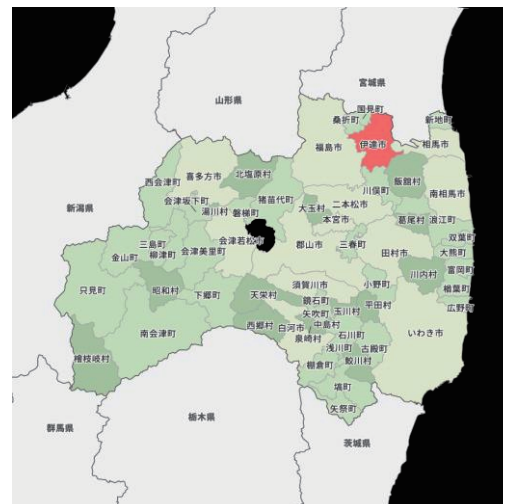 宮城県
山形県
国見町
桑折町
新地町
伊達市
福島市
相馬市
喜多方市
北塩原村
飯舘村
西会津町
川俣町
南相馬市
猪苗代町
会津坂下町
大玉村
二本松市
湯川村
磐梯町
本宮市
葛尾村
浪江町
新潟県
会津若松市
双葉町
三島町
郡山市
三春町
大熊町
柳津町
会津美里町
田村市
金山町
富岡町
川内村
楢葉町
只見町
昭和村
下郷町
天栄村
須賀川市
小野町
鏡石町
平田村
広野町
矢吹町
玉川村
西郷村
白河市
中島村
石川町
いわき市
南会津町
泉崎村
浅川町
古殿町
檜枝岐村
棚倉町
鮫川村
塙町
矢祭町
栃木県
群馬県
茨城県